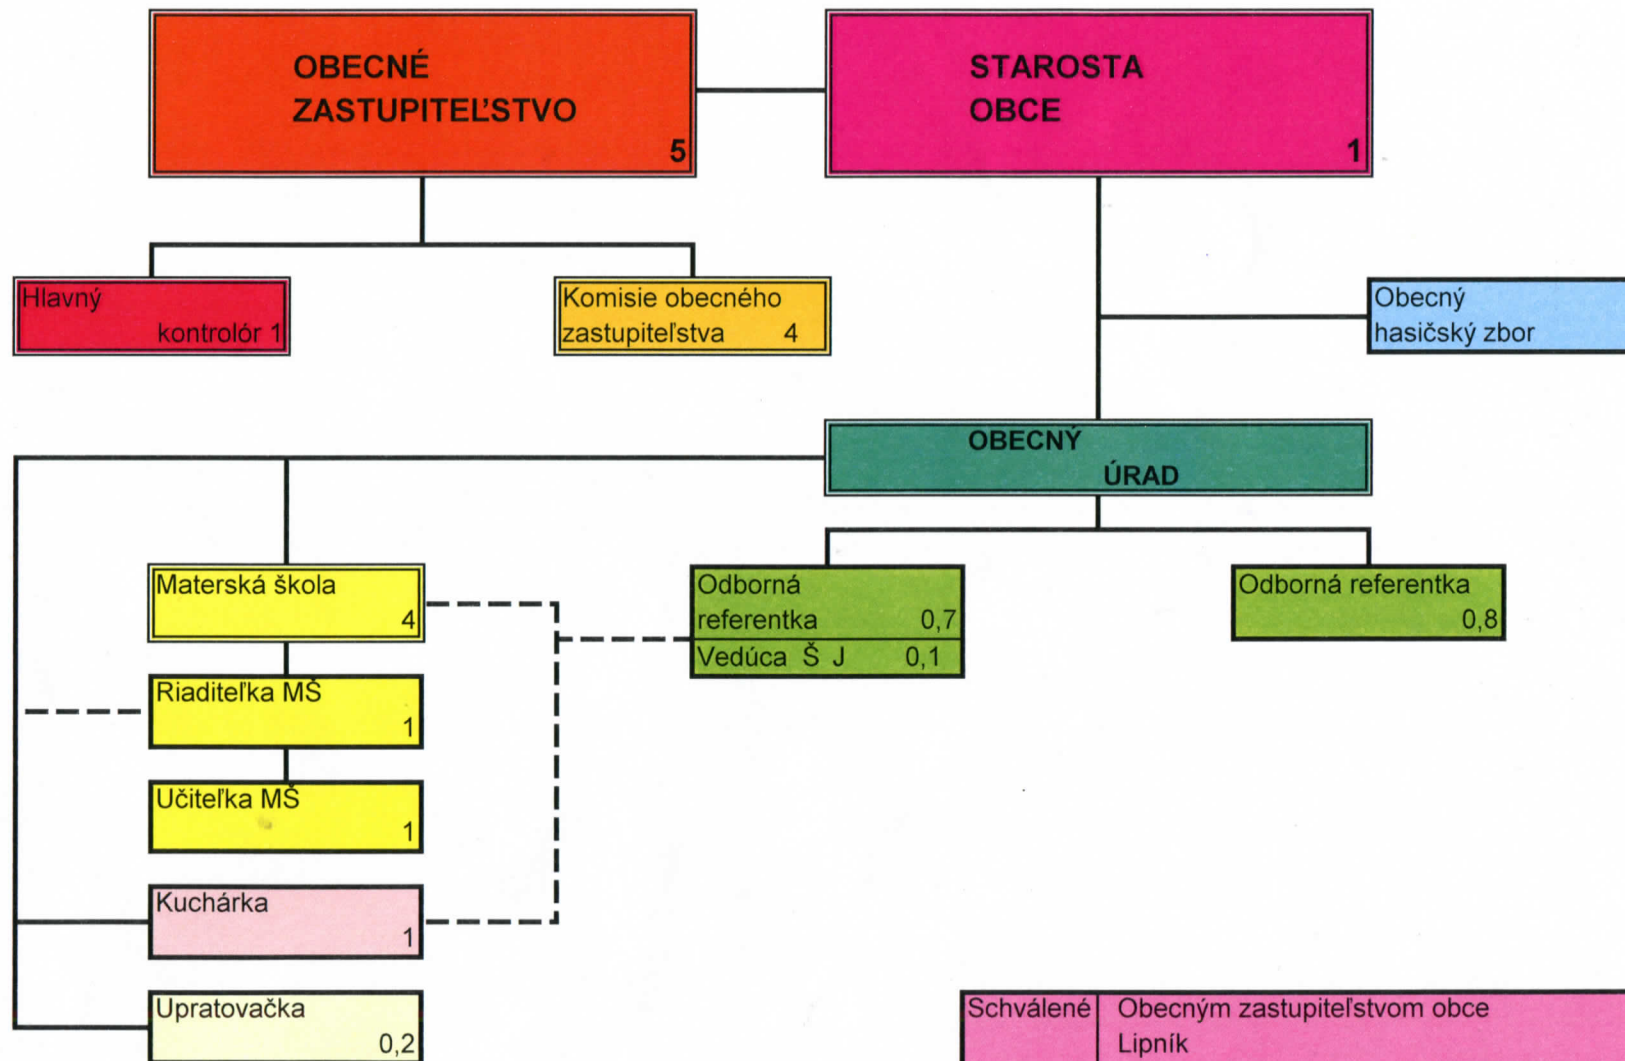 OBECNÉ
ZASTUPITEĽSTVO
5
STAROSTA
OBCE
1
Hlavný
kontrolór 1
Komisie obecného
zastupiteľstva 4
Obecný
hasičský zbor
OBECNÝ
ÚRAD
Materská škola
4
Odborná
referentka 0,7
Vedúca Š J 0,1
Odborná referentka
0,8
Riaditeľka MŠ
1
Učiteľka MŠ
1
Kuchárka
1
Upratovačka
0,2
Schválené Obecným zastupiteľstvom obce
Lipník